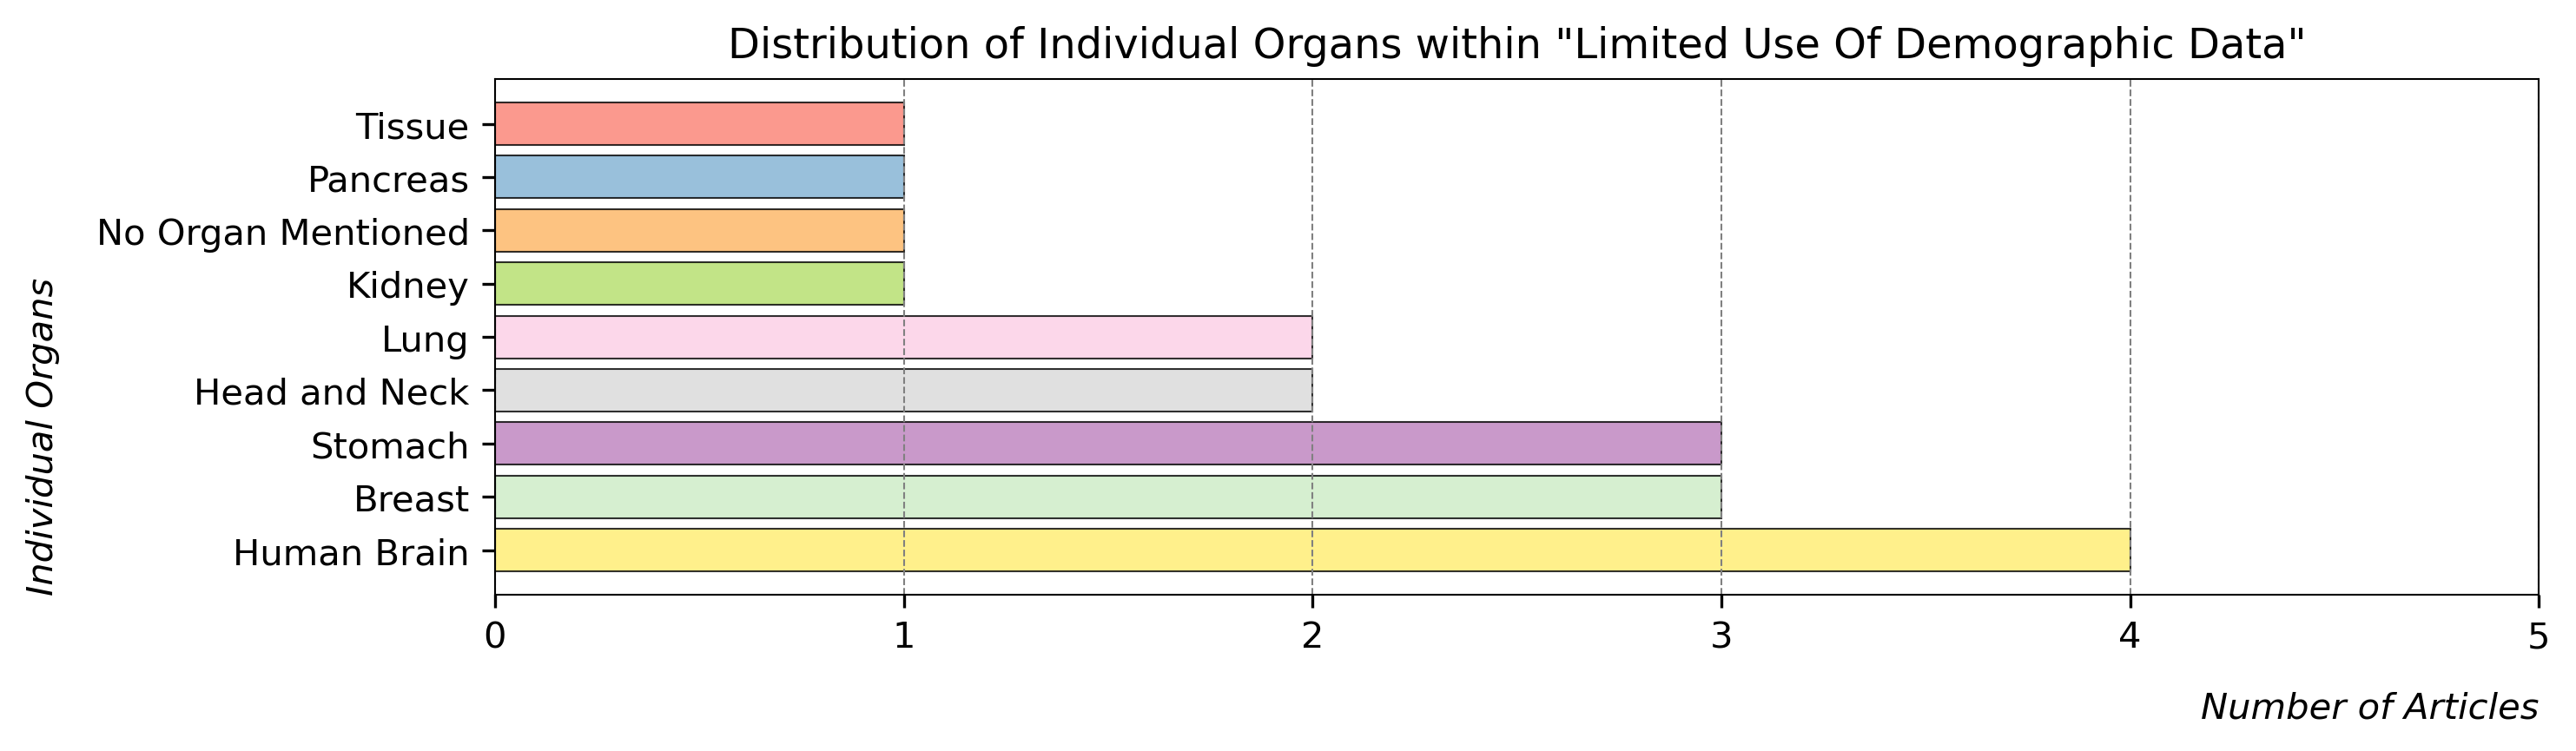 Distribution of Individual Organs within "Limited Use Of Demographic Data"
Individual Organs
Tissue
Pancreas
No Organ Mentioned
Kidney
Lung
Head and Neck
Stomach
Breast
Human Brain
0 1 2 3 4 5
Number of Articles